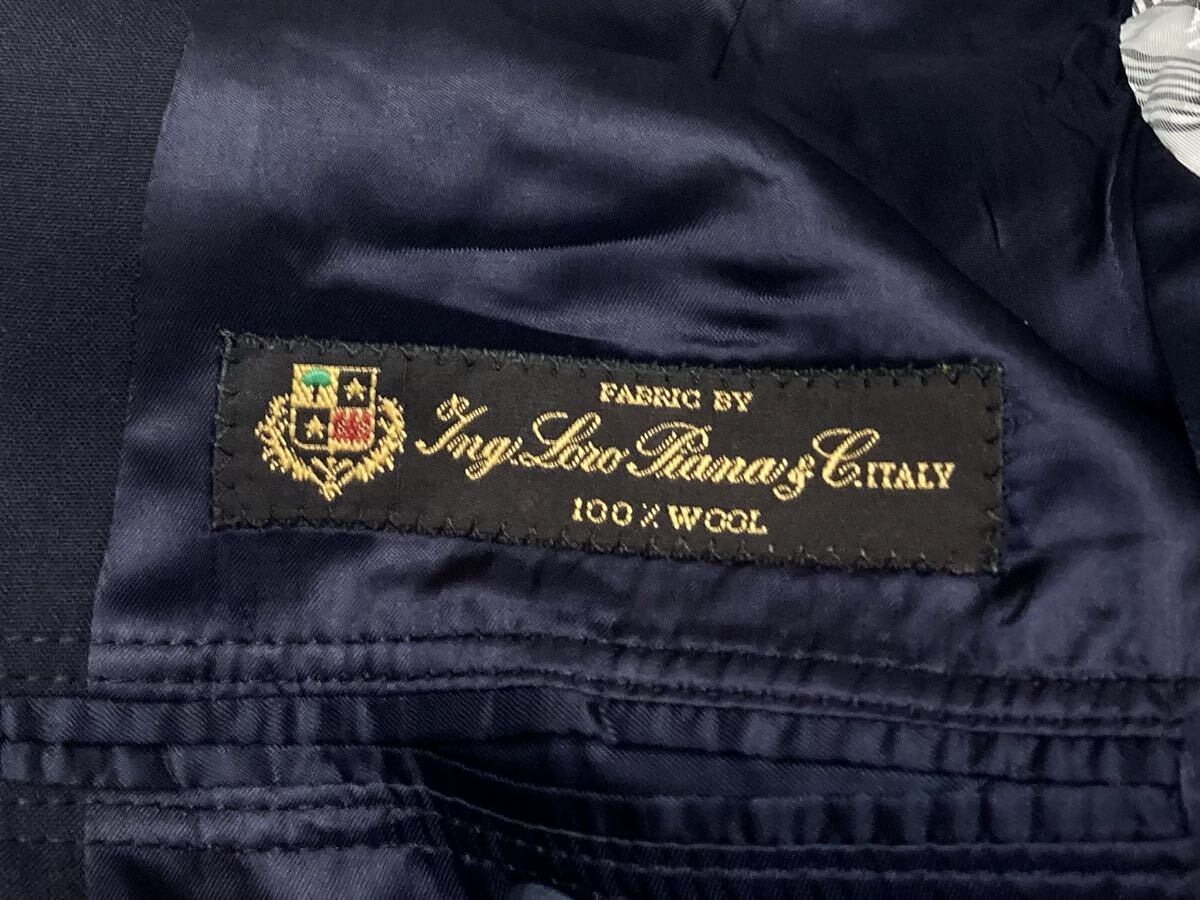 FABRIC BY
Ing. Loro Piana & C. ITALY
100% WOOL